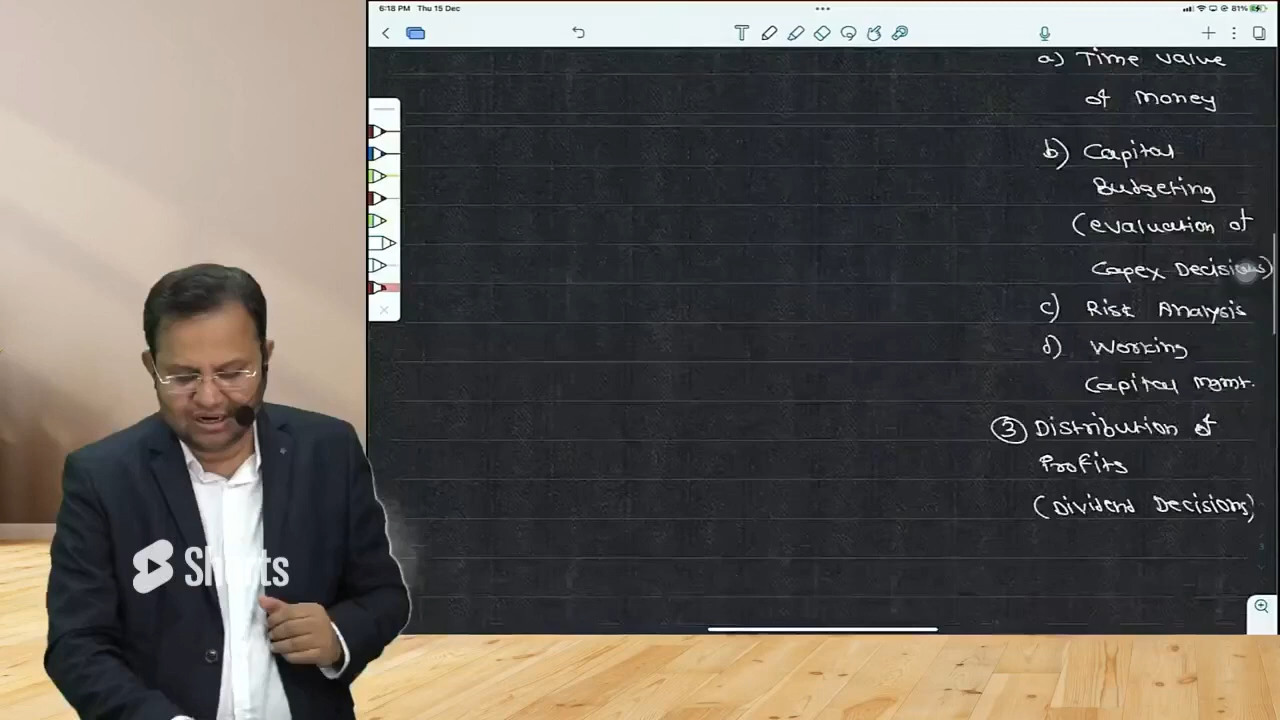 6:18 PM Thu 15 Dec
81%
a) Time value
of Money
b) Capital
Budgeting
(evaluation of
Capex Decisions)
c) Risk Analysis
d) Working
Capital Mgmt.
③ Distribution of
Profits
(Dividend Decisions)
Shorts